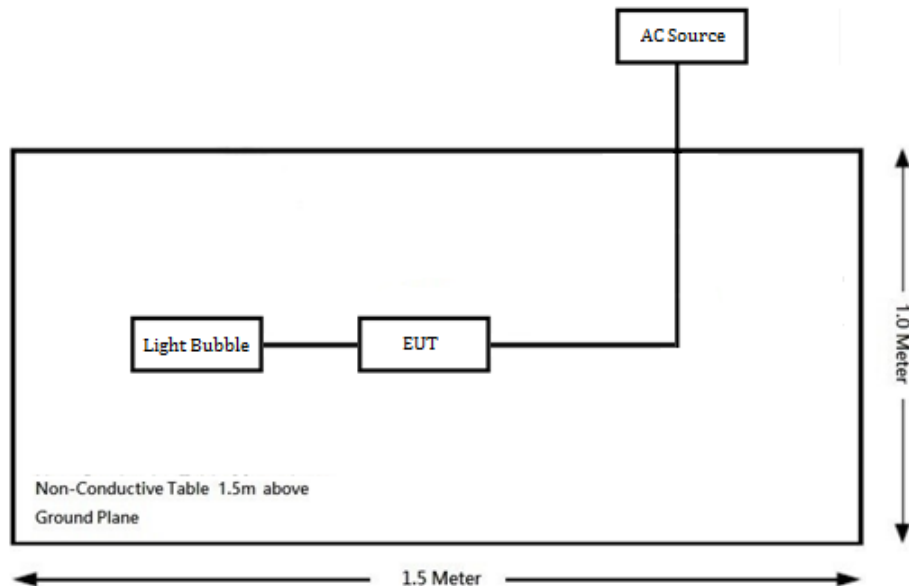 AC Source
Light Bubble
EUT
1.0 Meter
Non-Conductive Table 1.5m above
Ground Plane
1.5 Meter